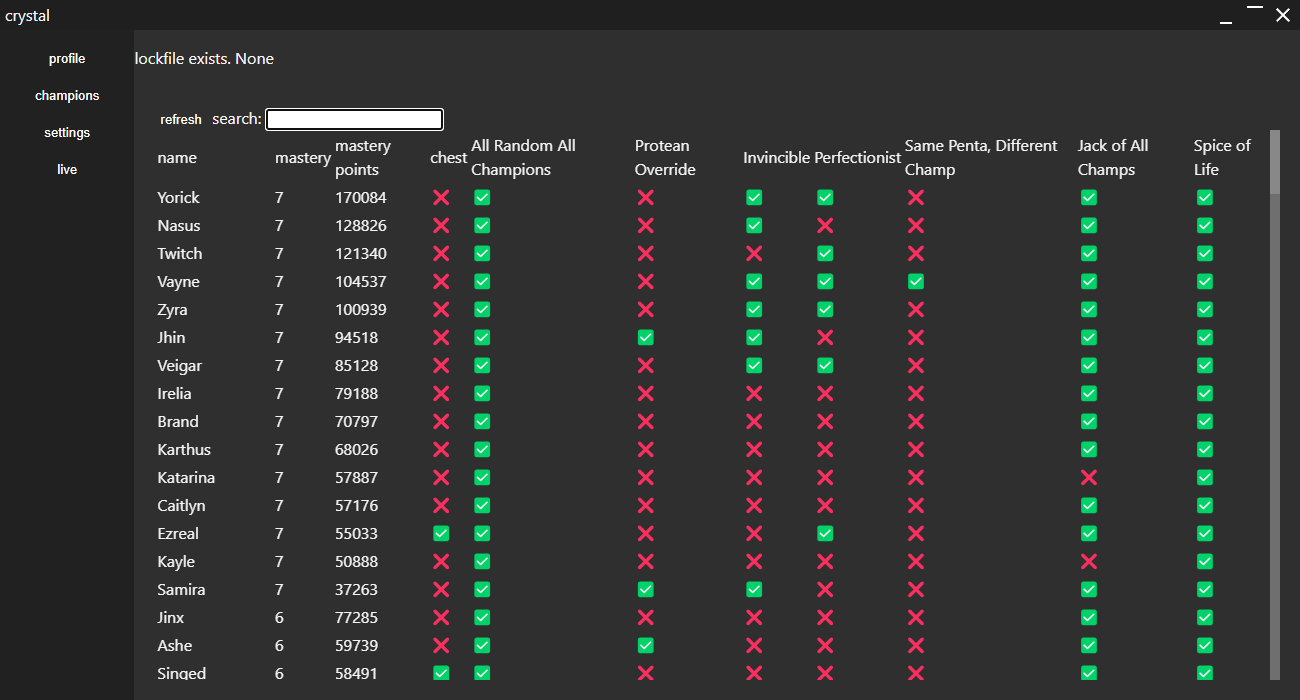 crystal
profile
champions
settings
live
lockfile exists. None
refresh search:
name mastery mastery points chest All Random All Champions Protean Override Invincible Perfectionist Same Penta, Different Champ Jack of All Champs Spice of Life
Yorick 7 170084
Nasus 7 128826
Twitch 7 121340
Vayne 7 104537
Zyra 7 100939
Jhin 7 94518
Veigar 7 85128
Irelia 7 79188
Brand 7 70797
Karthus 7 68026
Katarina 7 57887
Caitlyn 7 57176
Ezreal 7 55033
Kayle 7 50888
Samira 7 37263
Jinx 6 77285
Ashe 6 59739
Singed 6 58491